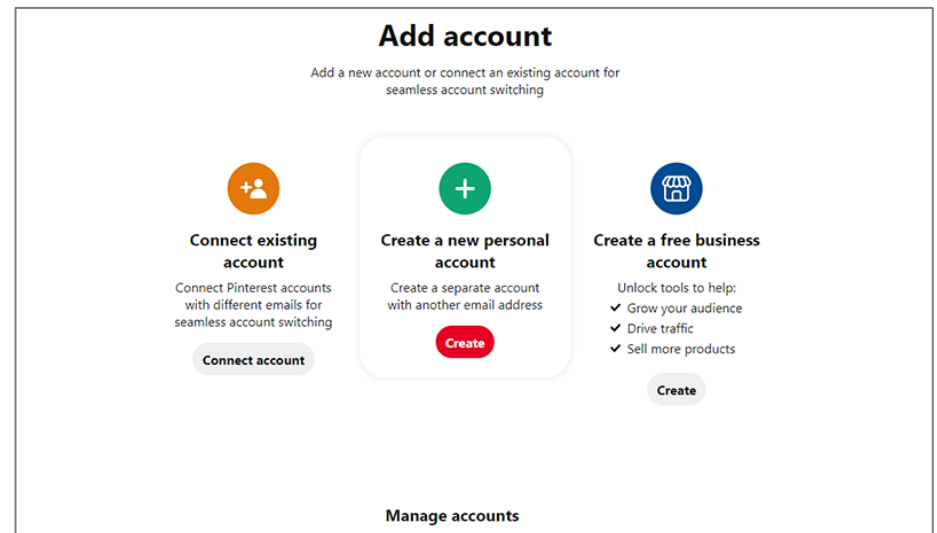 Add account
Add a new account or connect an existing account for
seamless account switching
Connect existing
account
Connect Pinterest accounts
with different emails for
seamless account switching
Connect account
Create a new personal
account
Create a separate account
with another email address
Create
Create a free business
account
Unlock tools to help:
✓ Grow your audience
✓ Drive traffic
✓ Sell more products
Create
Manage accounts